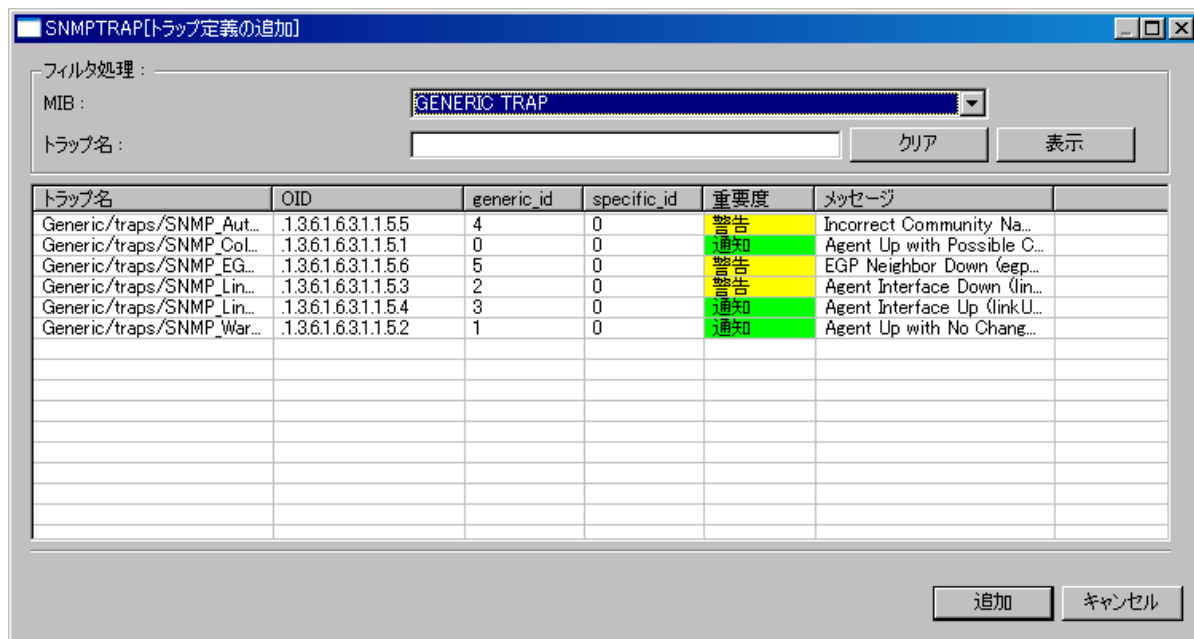 SNMPTRAP[トラップ定義の追加]
フィルタ処理：
MIB： GENERIC TRAP
トラップ名： クリア 表示
トラップ名 OID generic_id specific_id 重要度 メッセージ
Generic/traps/SNMP_Aut... .1.3.6.1.6.3.1.1.5.5 4 0 警告 Incorrect Community Na...
Generic/traps/SNMP_Col... .1.3.6.1.6.3.1.1.5.1 0 0 通知 Agent Up with Possible C...
Generic/traps/SNMP_EG... .1.3.6.1.6.3.1.1.5.6 5 0 警告 EGP Neighbor Down (egp...
Generic/traps/SNMP_Lin... .1.3.6.1.6.3.1.1.5.3 2 0 警告 Agent Interface Down (lin...
Generic/traps/SNMP_Lin... .1.3.6.1.6.3.1.1.5.4 3 0 通知 Agent Interface Up (linkU...
Generic/traps/SNMP_War... .1.3.6.1.6.3.1.1.5.2 1 0 通知 Agent Up with No Chang...
追加 キャンセル